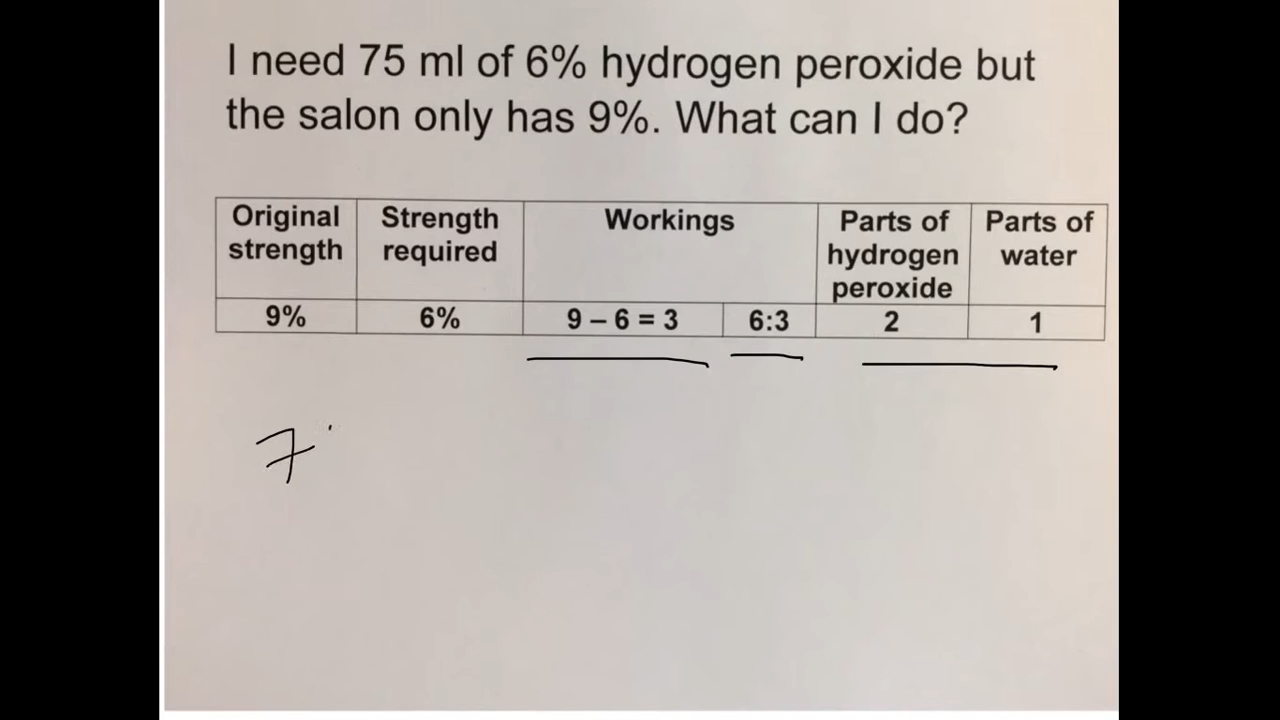 I need 75 ml of 6% hydrogen peroxide but
the salon only has 9%. What can I do?
Original strength Strength required Workings Parts of hydrogen peroxide Parts of water
9% 6% 9 – 6 = 3 6:3 2 1
7